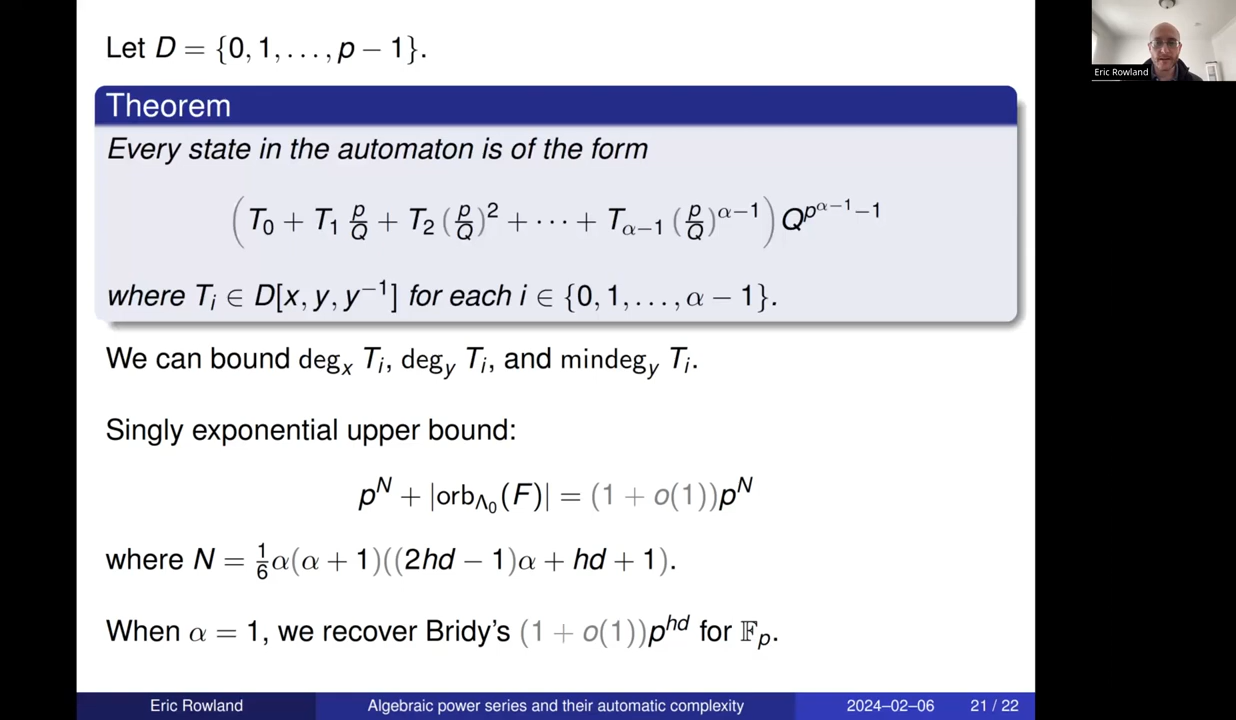 Let D = {0, 1, . . . , p − 1}.
Theorem
Every state in the automaton is of the form
(T₀ + T₁ p/Q + T₂ (p/Q)² + · · · + T_{α−1} (p/Q)^{α−1}) Q^{p^{α−1}−1}
where Tᵢ ∈ D[x, y, y⁻¹] for each i ∈ {0, 1, . . . , α − 1}.
We can bound degₓ Tᵢ, deg_y Tᵢ, and mindeg_y Tᵢ.
Singly exponential upper bound:
p^N + |orb_{Λ₀}(F)| = (1 + o(1))p^N
where N = 1/6 α(α + 1)((2hd − 1)α + hd + 1).
When α = 1, we recover Bridy's (1 + o(1))p^{hd} for 𝔽ₚ.
Eric Rowland
Algebraic power series and their automatic complexity
2024−02−06
21 / 22
Eric Rowland